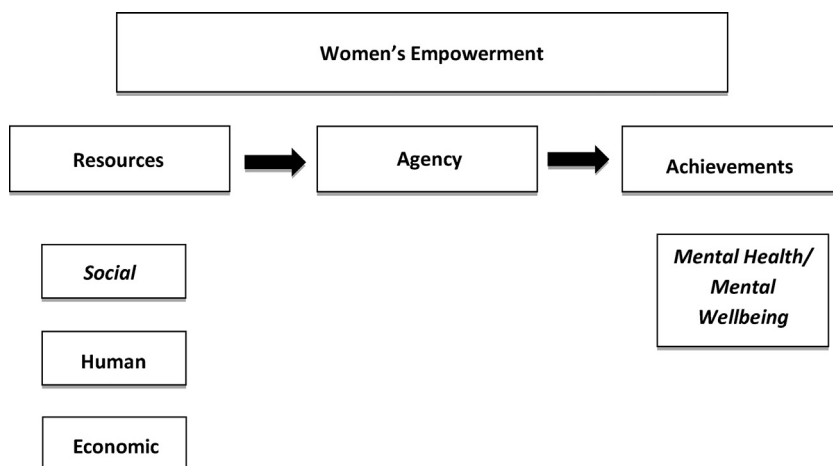 Women’s Empowerment
Resources
Agency
Achievements
Social
Mental Health/
Mental
Wellbeing
Human
Economic